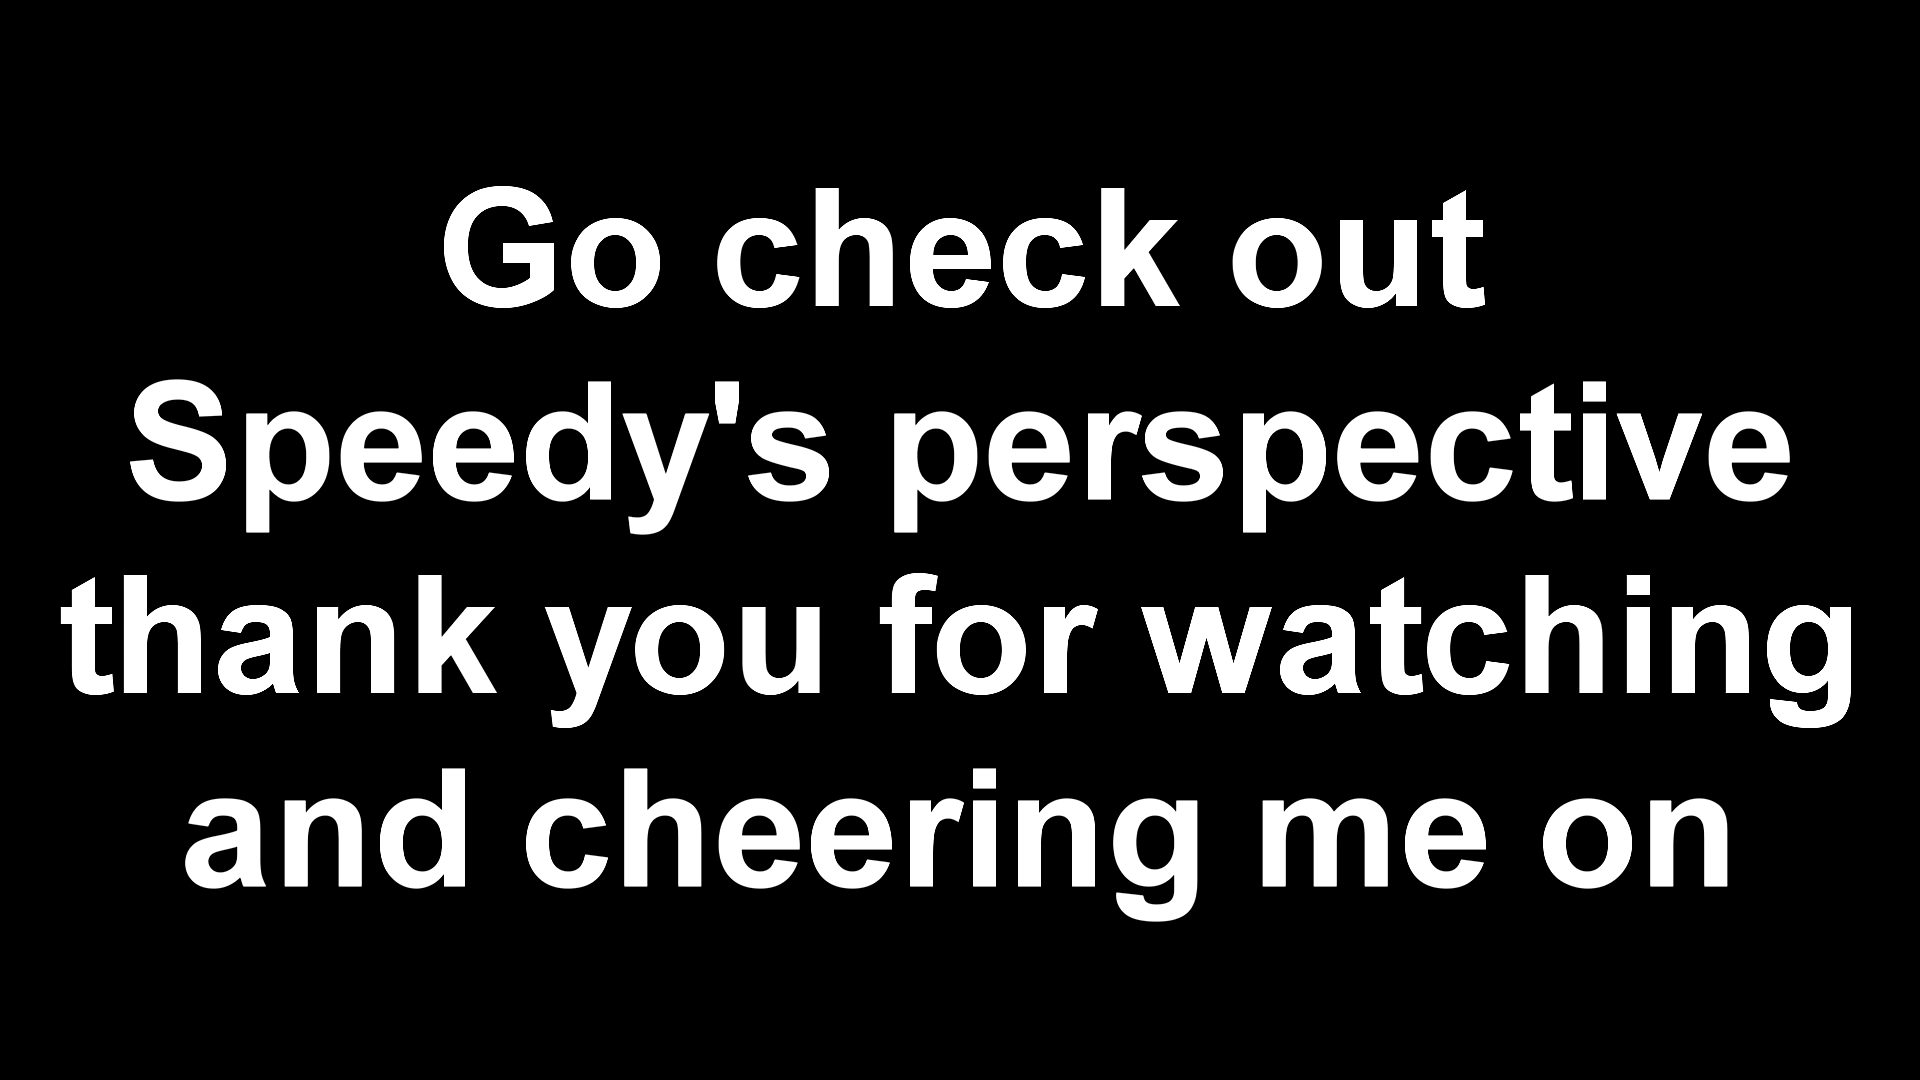 Go check out
Speedy's perspective
thank you for watching
and cheering me on